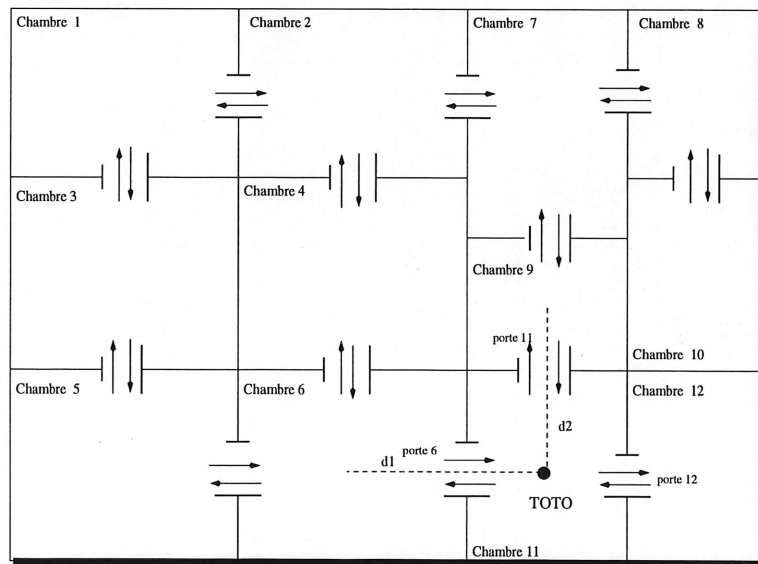 Chambre 1
Chambre 2
Chambre 7
Chambre 8
Chambre 3
Chambre 4
Chambre 9
porte 11
Chambre 10
Chambre 5
Chambre 6
Chambre 12
d2
porte 6
d1
porte 12
TOTO
Chambre 11